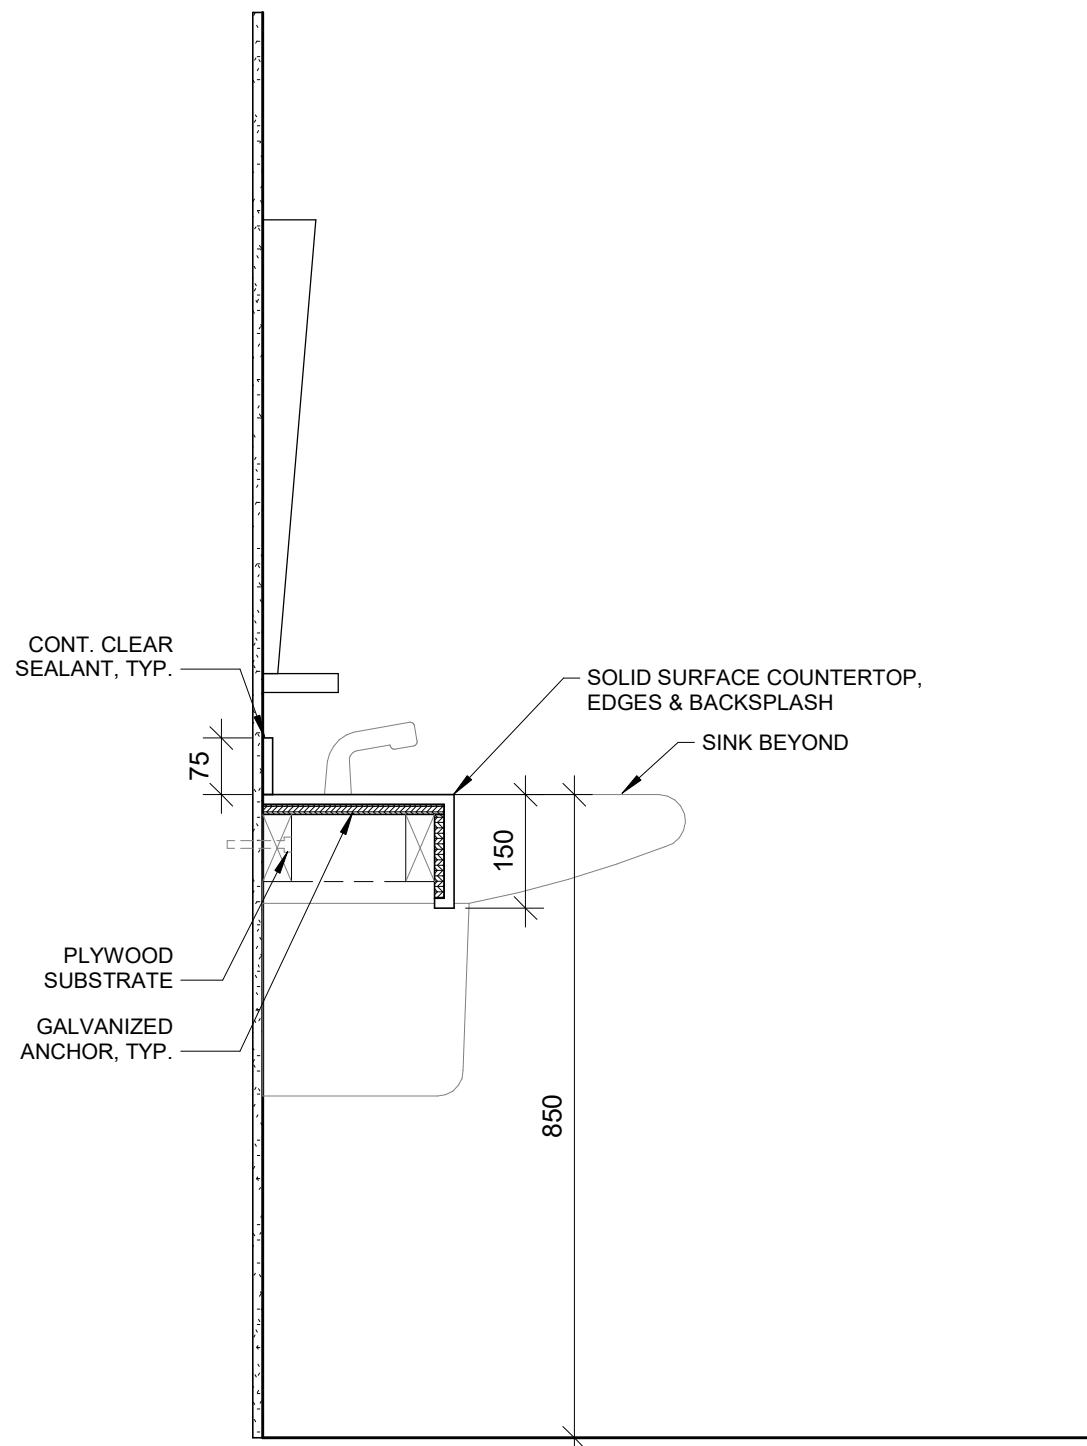 CONT. CLEAR
SEALANT, TYP.
SOLID SURFACE COUNTERTOP,
EDGES & BACKSPLASH
SINK BEYOND
75
150
PLYWOOD
SUBSTRATE
GALVANIZED
ANCHOR, TYP.
850